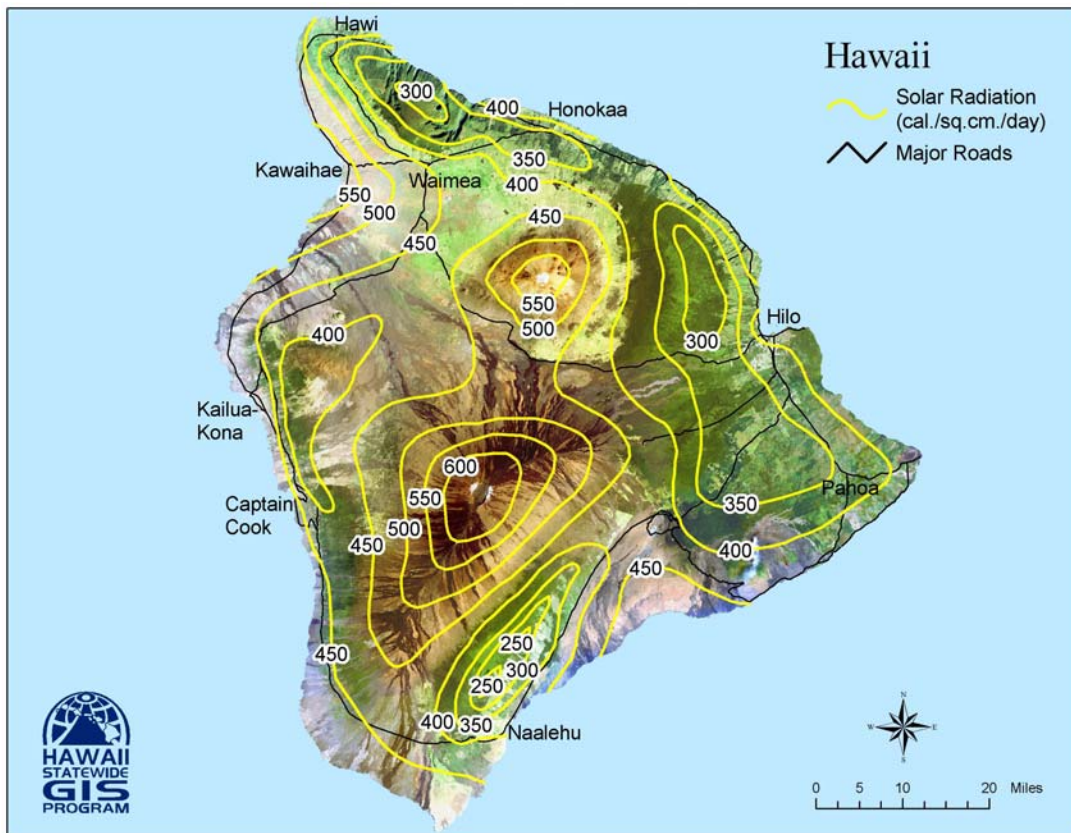 Hawaii
Solar Radiation
(cal./sq.cm./day)
Major Roads
Hawi
300
400
Honokaa
350
Kawaihae
Waimea
400
550
500
450
450
550
500
Hilo
300
400
Kailua-
Kona
600
550
500
450
Captain
Cook
Pahoa
350
400
450
450
250
300
250
400
350
Naalehu
N
W
E
S
HAWAII
STATEWIDE
GIS
PROGRAM
0 5 10 20 Miles